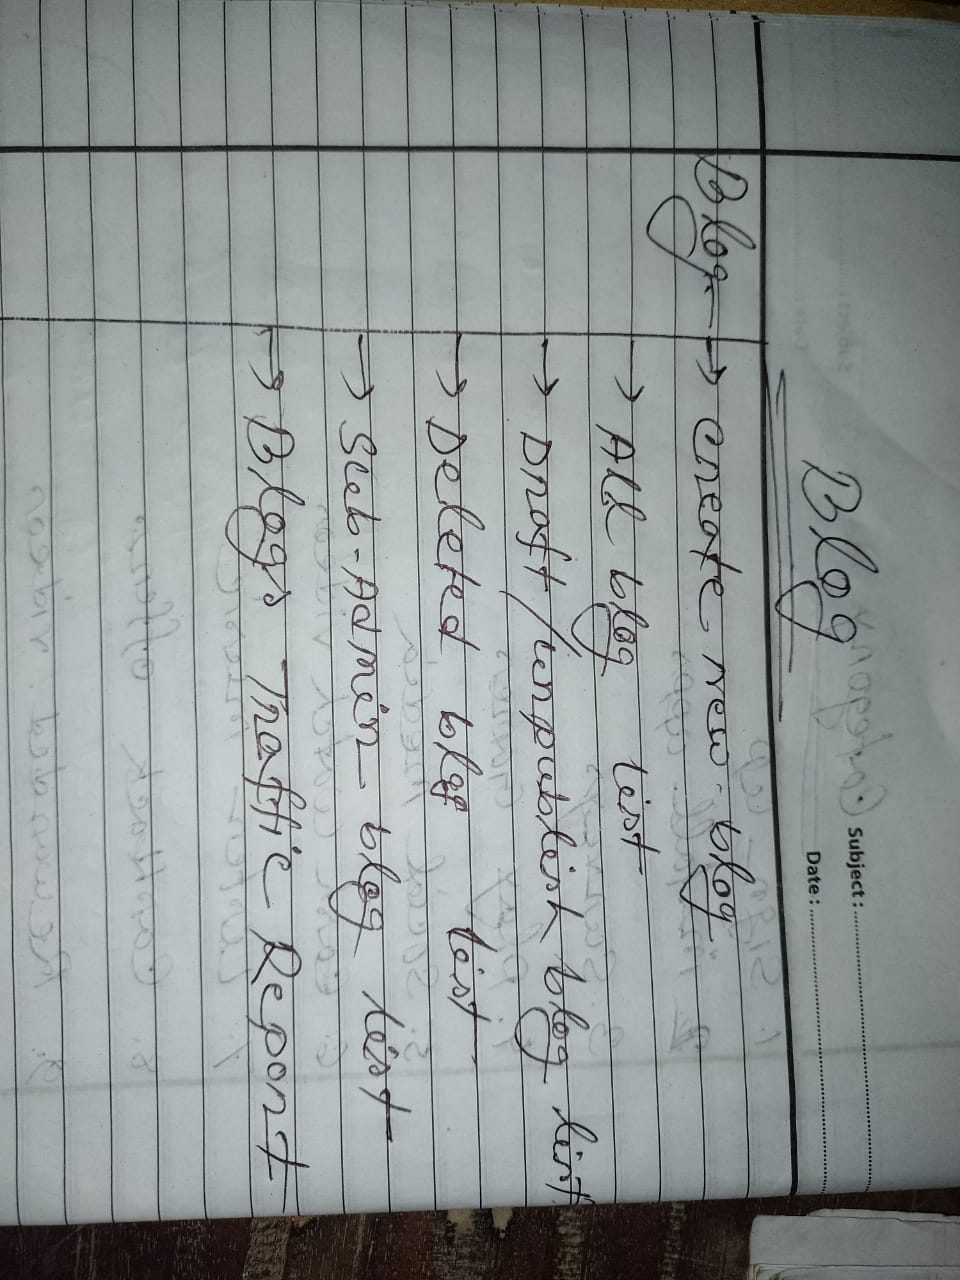 Blog
Subject :
Date :
Blog → create new blog
→ All blog list
→ Draft/unpublish blog list
→ Deleted blog list
→ Sub-Admin blog list
→ Blogs Traffic Report